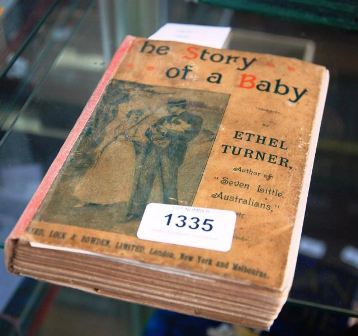 he Story
of a Baby
ETHEL
TURNER,
Author of
"Seven Little
Australians,"
etc.
1335
LOCK & BOWDEN, LIMITED, London, New York and Melbourne.